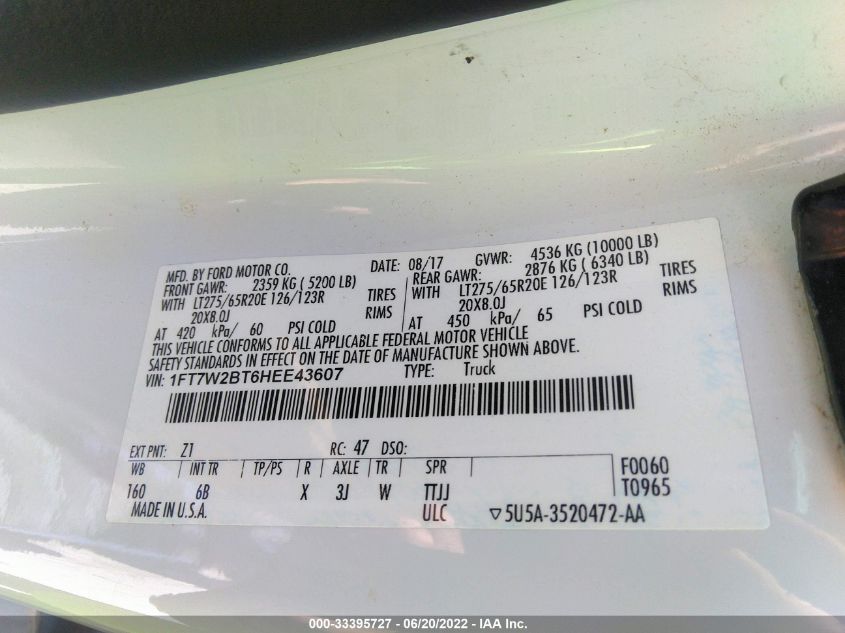 MFD. BY FORD MOTOR CO. DATE: 08/17 GVWR: 4536 KG (10000 LB)
FRONT GAWR: 2359 KG ( 5200 LB) REAR GAWR: 2876 KG ( 6340 LB)
WITH LT275/65R20E 126/123R TIRES WITH LT275/65R20E 126/123R TIRES
20X8.0J RIMS 20X8.0J RIMS
AT 420 kPa/ 60 PSI COLD AT 450 kPa/ 65 PSI COLD
THIS VEHICLE CONFORMS TO ALL APPLICABLE FEDERAL MOTOR VEHICLE
SAFETY STANDARDS IN EFFECT ON THE DATE OF MANUFACTURE SHOWN ABOVE.
VIN: 1FT7W2BT6HEE43607 TYPE: Truck
EXT PNT: Z1 RC: 47 DSO:
WB INT TR TP/PS R AXLE TR SPR F0060
160 6B X 3J W TTJJ T0965
MADE IN U.S.A. ULC ▽5U5A-3520472-AA
000-33395727 - 06/20/2022 - IAA Inc.